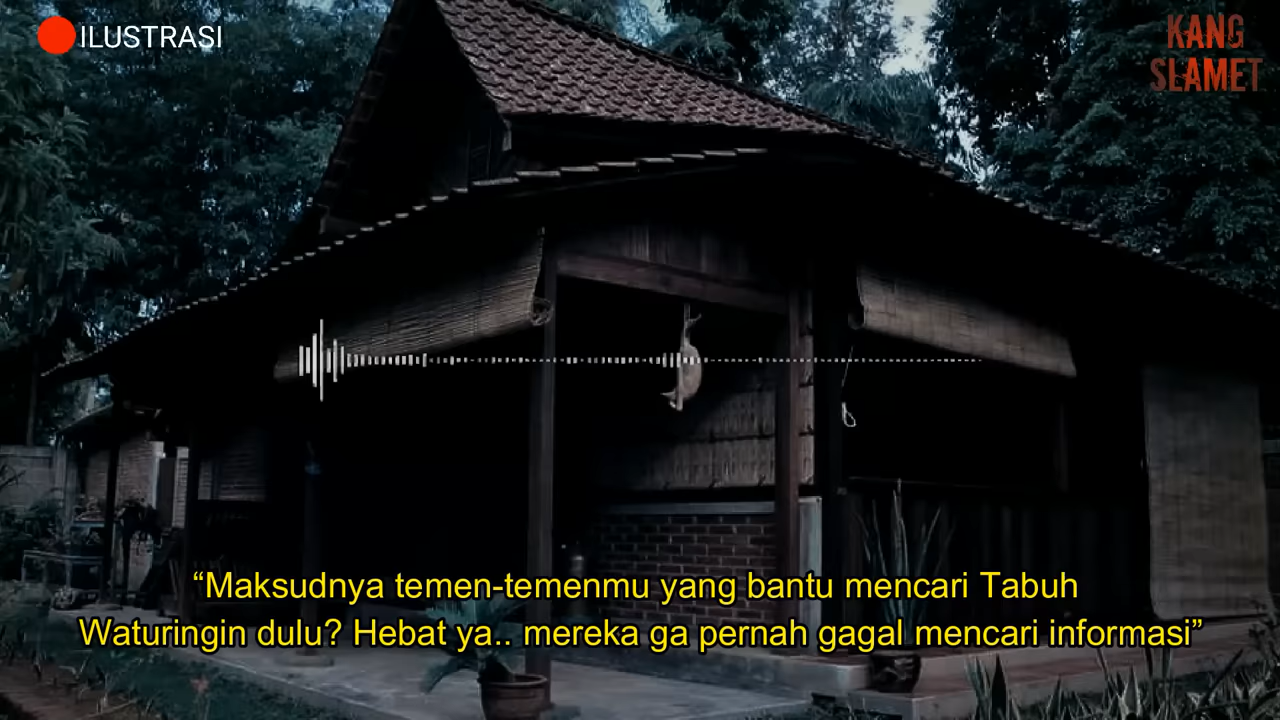 ILUSTRASI
KANG
SLAMET
“Maksudnya temen-temenmu yang bantu mencari Tabuh
Waturingin dulu? Hebat ya.. mereka ga pernah gagal mencari informasi”